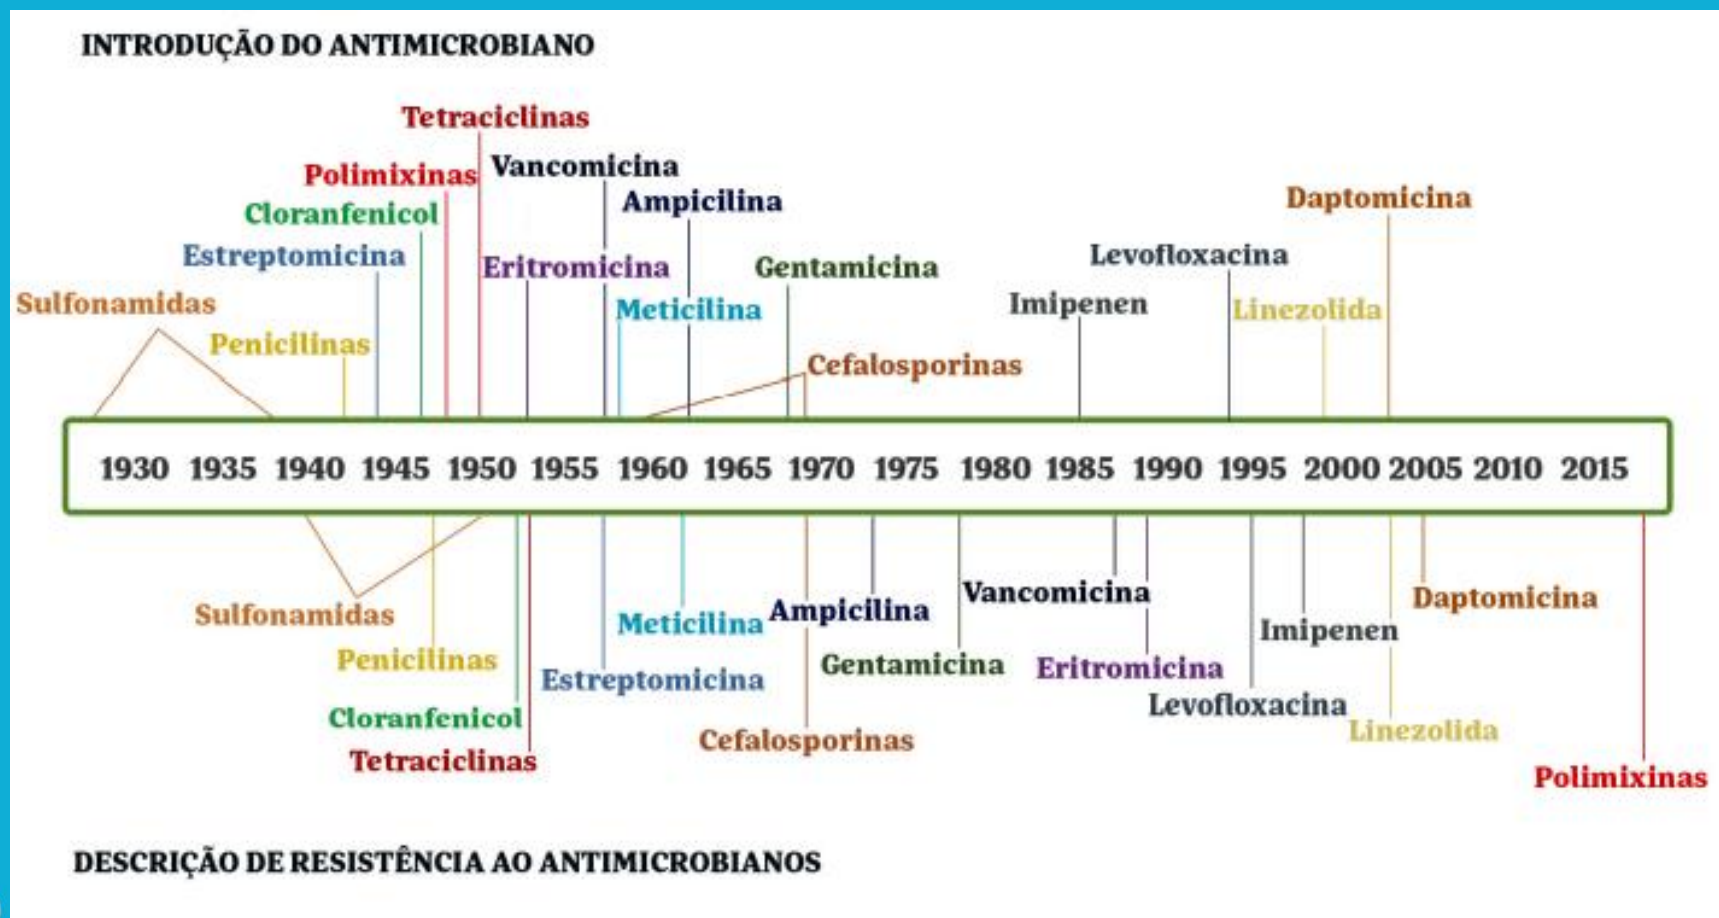 INTRODUÇÃO DO ANTIMICROBIANO
Tetraciclinas
Vancomicina
Polimixinas
Daptomicina
Ampicilina
Cloranfenicol
Levofloxacina
Estreptomicina
Eritromicina
Gentamicina
Sulfonamidas
Imipenen
Meticilina
Linezolida
Penicilinas
Cefalosporinas
1930 1935 1940 1945 1950 1955 1960 1965 1970 1975 1980 1985 1990 1995 2000 2005 2010 2015
Vancomicina
Daptomicina
Ampicilina
Sulfonamidas
Meticilina
Imipenen
Penicilinas
Gentamicina
Eritromicina
Estreptomicina
Levofloxacina
Cloranfenicol
Linezolida
Cefalosporinas
Tetraciclinas
Polimixinas
DESCRIÇÃO DE RESISTÊNCIA AO ANTIMICROBIANOS